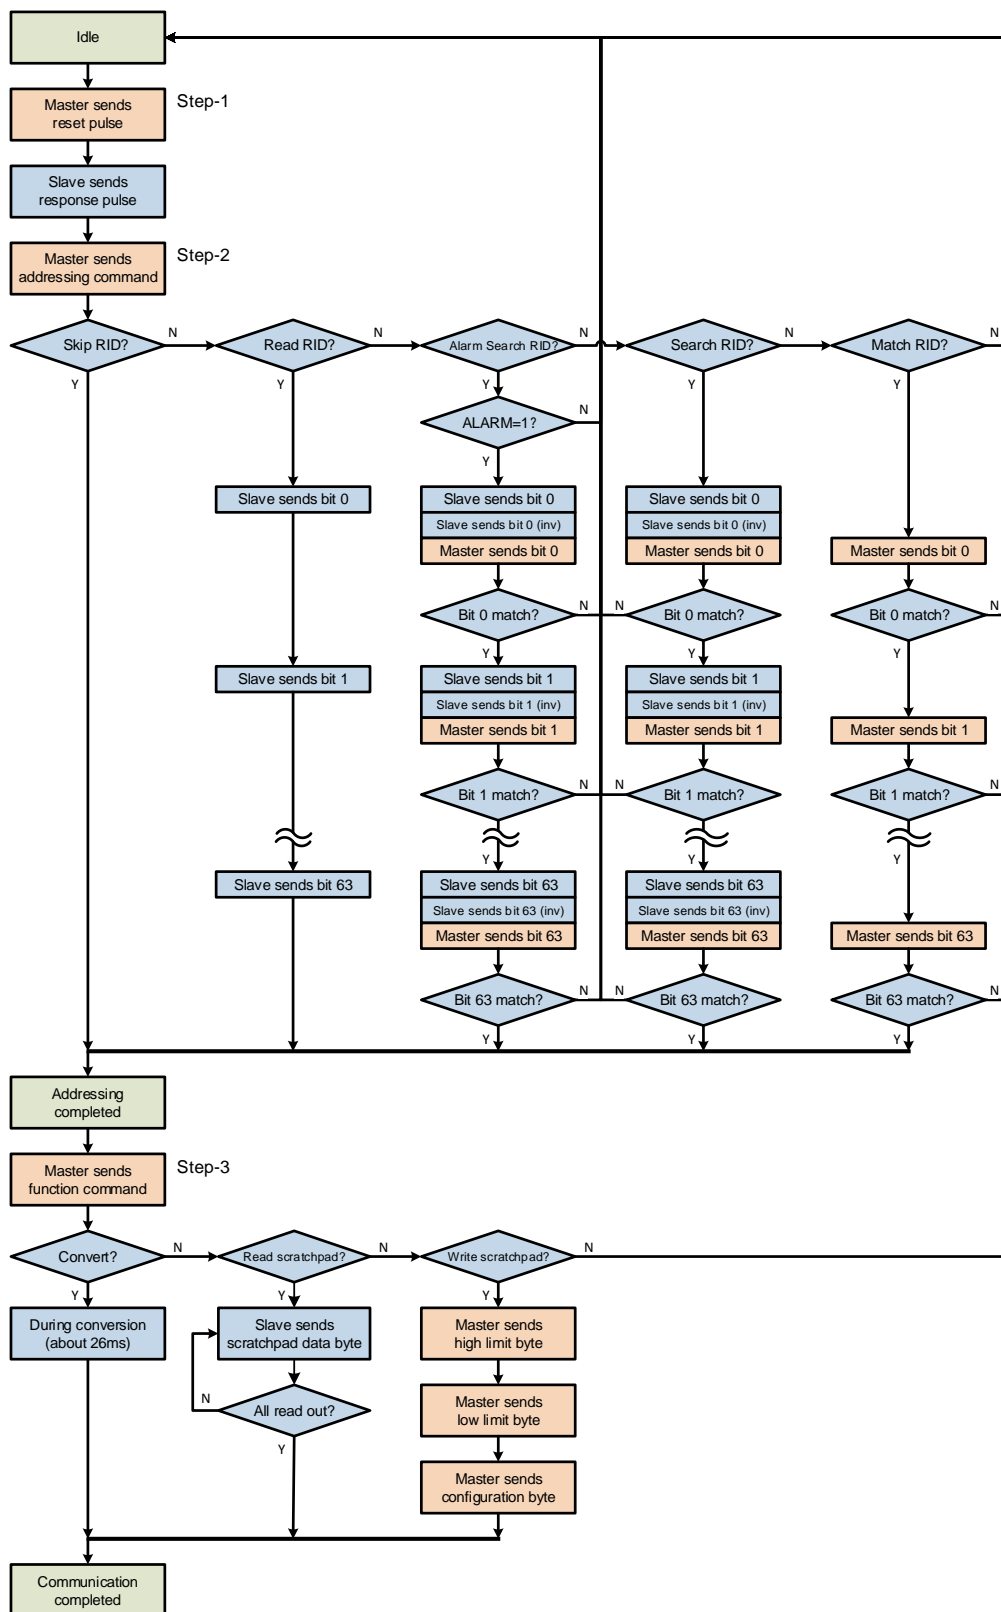 Idle
Master sends
reset pulse
Step-1
Slave sends
response pulse
Master sends
addressing command
Step-2
Skip RID?
N
Read RID?
N
Alarm Search RID?
N
Search RID?
N
Match RID?
N
Y
Y
Y
Y
Y
ALARM=1?
N
Y
Slave sends bit 0
Slave sends bit 0
Slave sends bit 0 (inv)
Master sends bit 0
Slave sends bit 0
Slave sends bit 0 (inv)
Master sends bit 0
Master sends bit 0
Bit 0 match?
N
N
Bit 0 match?
Bit 0 match?
N
Y
Y
Y
Slave sends bit 1
Slave sends bit 1
Slave sends bit 1 (inv)
Master sends bit 1
Slave sends bit 1
Slave sends bit 1 (inv)
Master sends bit 1
Master sends bit 1
Bit 1 match?
N
N
Bit 1 match?
Bit 1 match?
N
Y
Y
Y
Slave sends bit 63
Slave sends bit 63
Slave sends bit 63 (inv)
Master sends bit 63
Slave sends bit 63
Slave sends bit 63 (inv)
Master sends bit 63
Master sends bit 63
Bit 63 match?
N
N
Bit 63 match?
Bit 63 match?
N
Y
Y
Y
Addressing
completed
Master sends
function command
Step-3
Convert?
N
Read scratchpad?
N
Write scratchpad?
N
Y
Y
Y
During conversion
(about 26ms)
Slave sends
scratchpad data byte
Master sends
high limit byte
N
All read out?
Y
Master sends
low limit byte
Master sends
configuration byte
Communication
completed